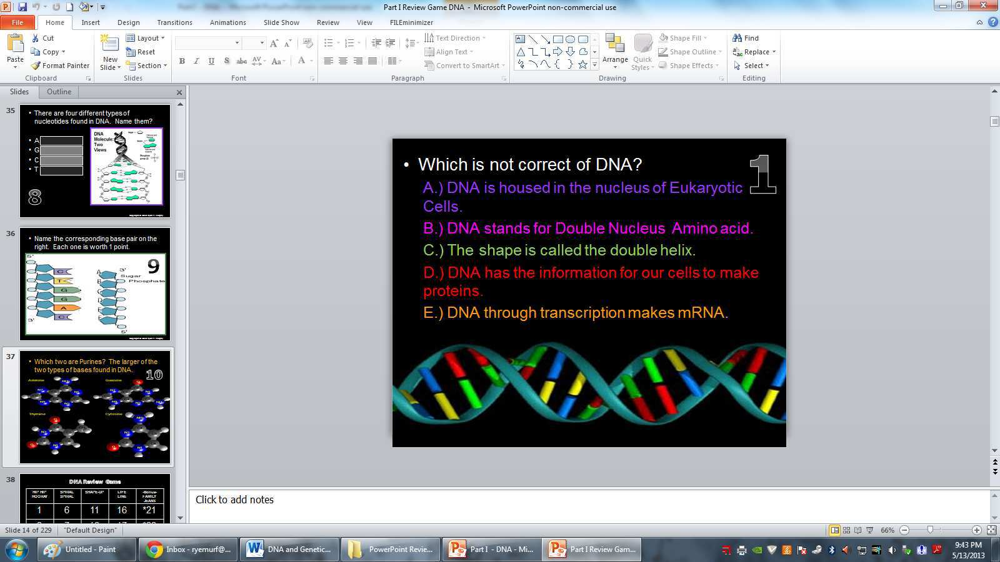 Part I Review Game DNA - Microsoft PowerPoint non-commercial use
File Home Insert Design Transitions Animations Slide Show Review View FILEminimizer
Paste
Cut
Copy
Format Painter
Clipboard
New Slide
Layout
Reset
Section
Slides
Font
Text Direction
Align Text
Convert to SmartArt
Paragraph
Arrange
Quick Styles
Shape Fill
Shape Outline
Shape Effects
Drawing
Find
Replace
Select
Editing
Slides Outline
35
• There are four different types of
nucleotides found in DNA. Name them?
• A
• G
• C
• T
DNA
Molecule:
Two
Views
8
36
• Name the corresponding base pair on the
right. Each one is worth 1 point.
9
5'
3'
C
T
G
G
A
C
3'
Sugar
Phosphate
A
B
C
D
E
F
5'
37
• Which two are Purines? The larger of the
two types of bases found in DNA.
10
Adenine
Guanine
Thymine
Cytosine
38
DNA Review Game
HIP HIP HOORAY
SPIRAL SPIRAL
SHAPE-UP
LIFE LINE
-Bonus- FAMILY JEANS
1 6 11 16 *21
• Which is not correct of DNA?
1
A.) DNA is housed in the nucleus of Eukaryotic
Cells.
B.) DNA stands for Double Nucleus Amino acid.
C.) The shape is called the double helix.
D.) DNA has the information for our cells to make
proteins.
E.) DNA through transcription makes mRNA.
Click to add notes
Slide 14 of 229 "Default Design" 66%
Untitled - Paint
Inbox - ryemurf@...
DNA and Genetic...
PowerPoint Revie...
Part I - DNA - Mi...
Part I Review Gam...
9:43 PM
5/13/2013